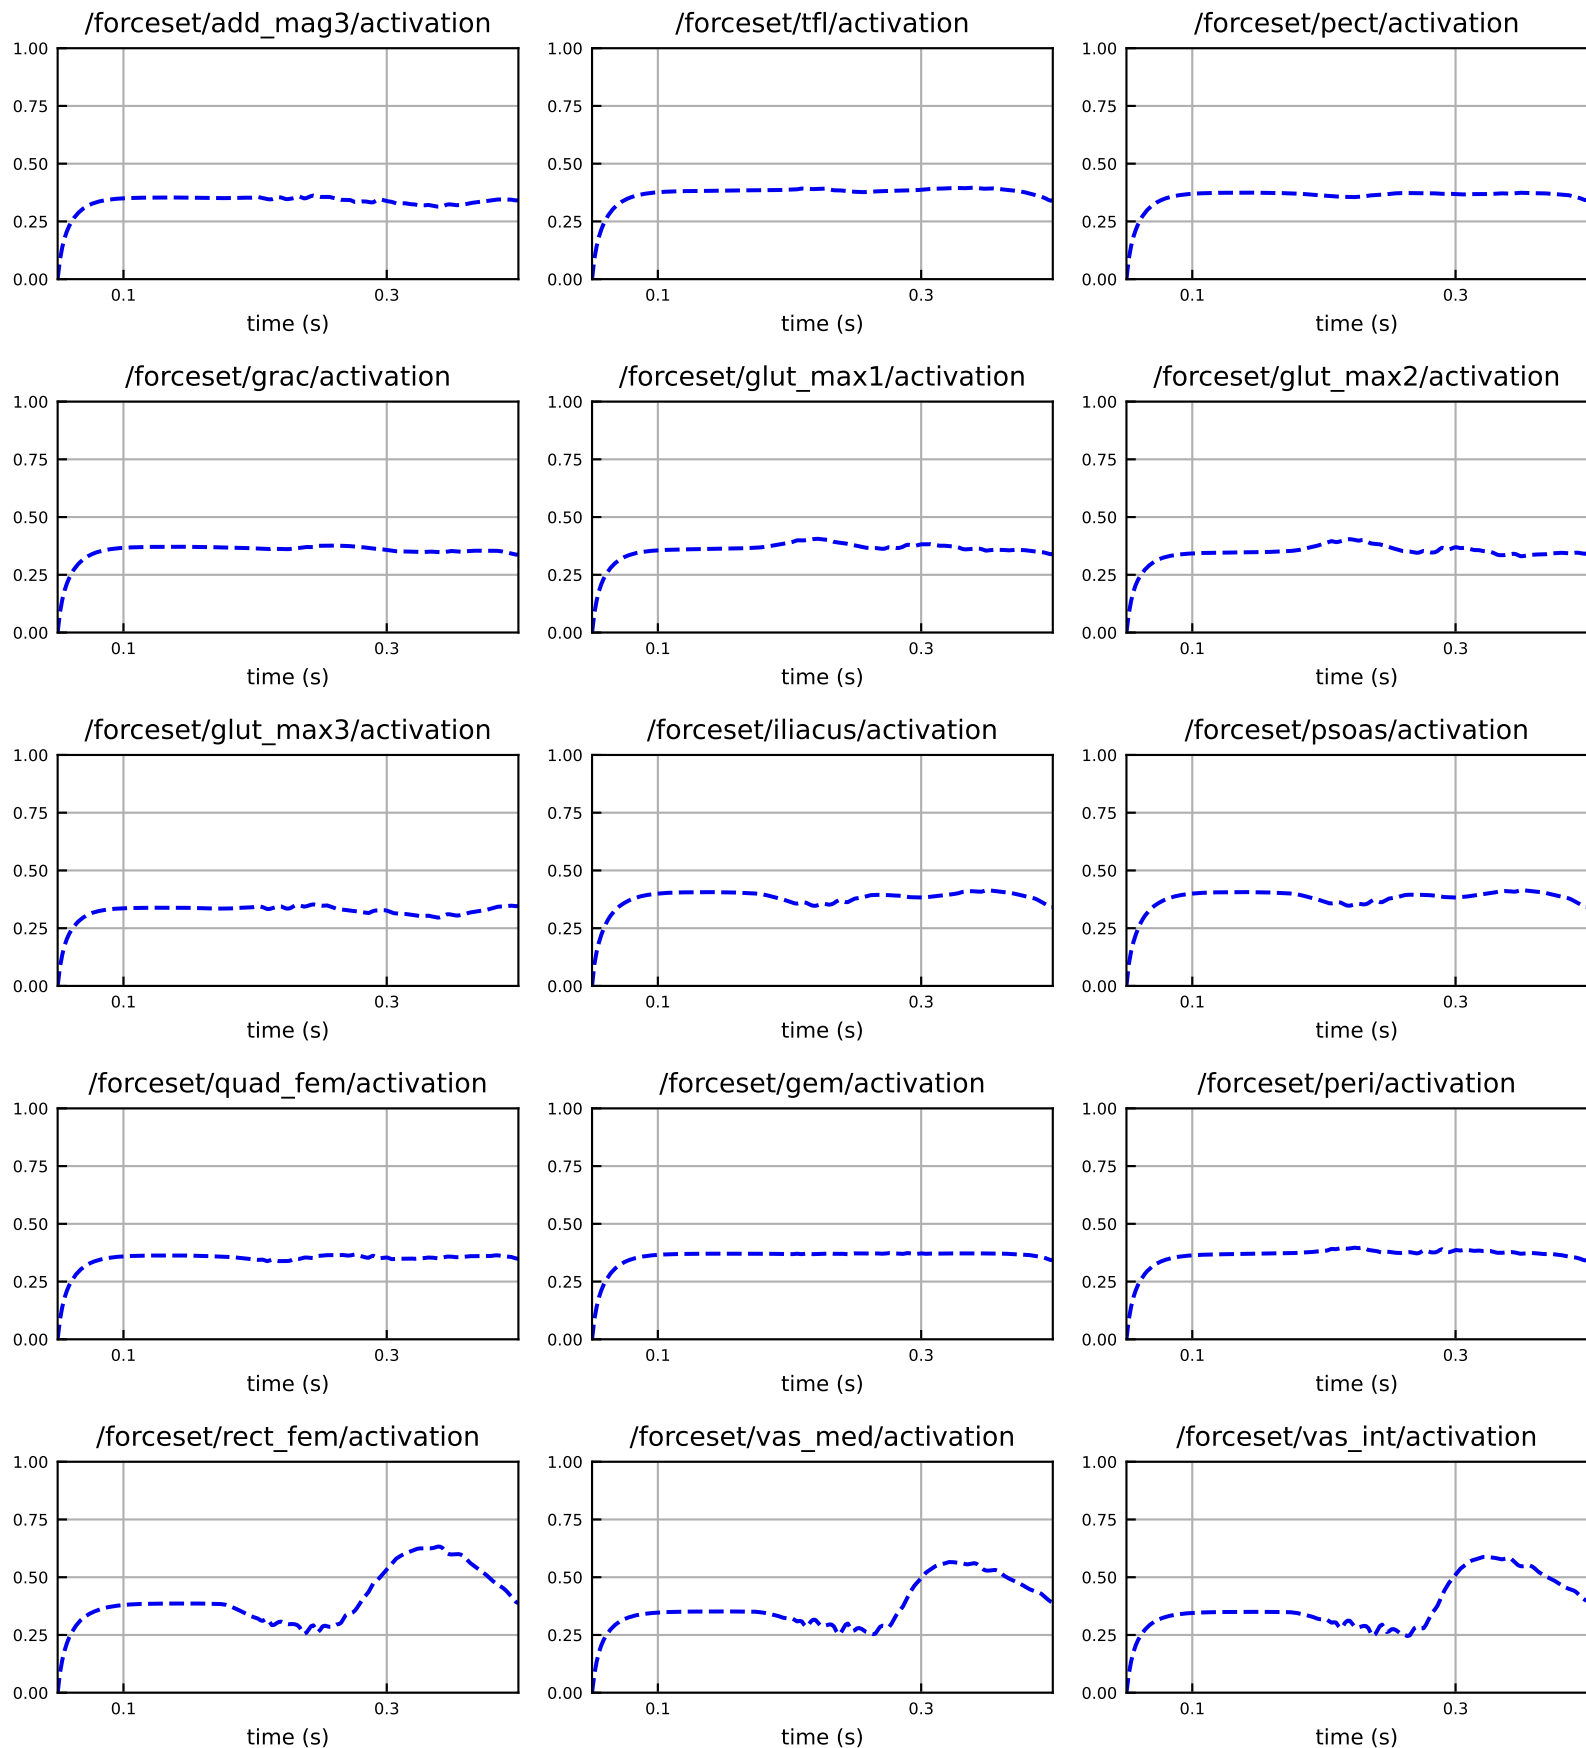 /forceset/add_mag3/activation /forceset/tfl/activation /forceset/pect/activation
1.00 1.00 1.00
0.75 0.75 0.75
0.50 0.50 0.50
0.25 0.25 0.25
0.00 0.00 0.00
0.1 0.3 0.1 0.3 0.1 0.3
time (s) time (s) time (s)
/forceset/grac/activation /forceset/glut_max1/activation /forceset/glut_max2/activation
1.00 1.00 1.00
0.75 0.75 0.75
0.50 0.50 0.50
0.25 0.25 0.25
0.00 0.00 0.00
0.1 0.3 0.1 0.3 0.1 0.3
time (s) time (s) time (s)
/forceset/glut_max3/activation /forceset/iliacus/activation /forceset/psoas/activation
1.00 1.00 1.00
0.75 0.75 0.75
0.50 0.50 0.50
0.25 0.25 0.25
0.00 0.00 0.00
0.1 0.3 0.1 0.3 0.1 0.3
time (s) time (s) time (s)
/forceset/quad_fem/activation /forceset/gem/activation /forceset/peri/activation
1.00 1.00 1.00
0.75 0.75 0.75
0.50 0.50 0.50
0.25 0.25 0.25
0.00 0.00 0.00
0.1 0.3 0.1 0.3 0.1 0.3
time (s) time (s) time (s)
/forceset/rect_fem/activation /forceset/vas_med/activation /forceset/vas_int/activation
1.00 1.00 1.00
0.75 0.75 0.75
0.50 0.50 0.50
0.25 0.25 0.25
0.00 0.00 0.00
0.1 0.3 0.1 0.3 0.1 0.3
time (s) time (s) time (s)